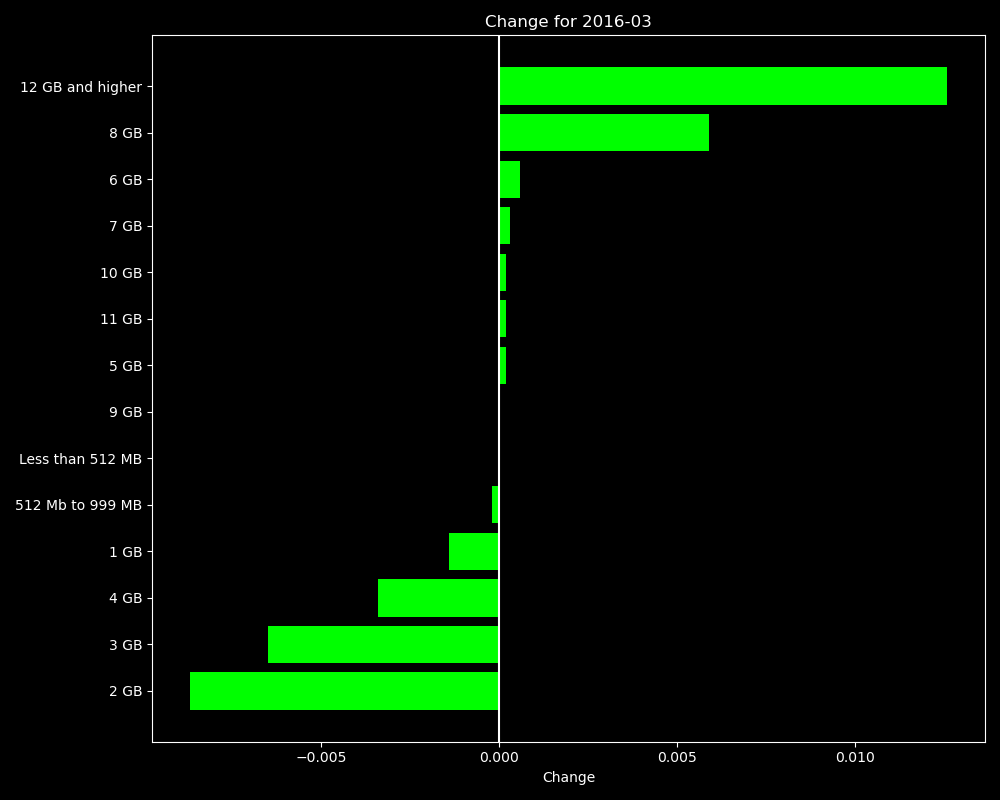 Change for 2016-03
12 GB and higher
8 GB
6 GB
7 GB
10 GB
11 GB
5 GB
9 GB
Less than 512 MB
512 Mb to 999 MB
1 GB
4 GB
3 GB
2 GB
−0.005 0.000 0.005 0.010
Change